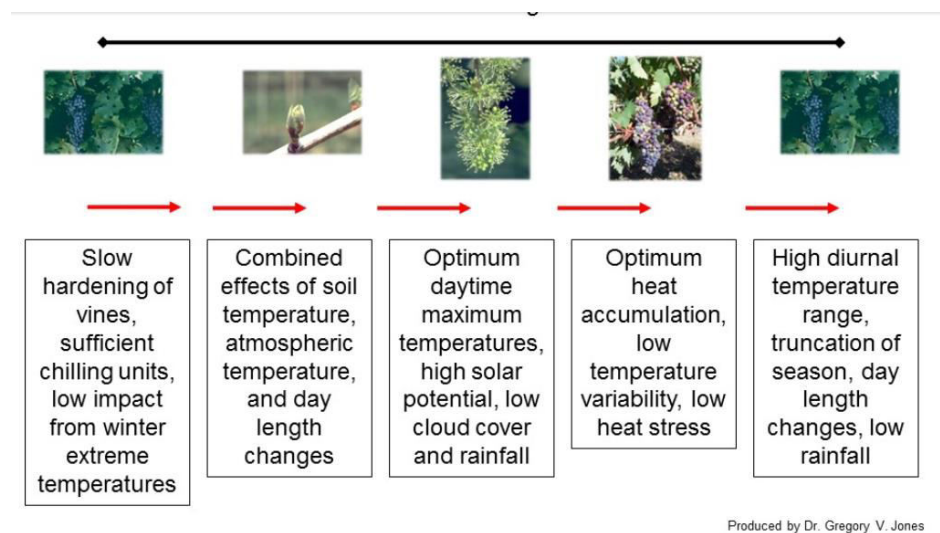 Slow
hardening of
vines,
sufficient
chilling units,
low impact
from winter
extreme
temperatures
Combined
effects of soil
temperature,
atmospheric
temperature,
and day
length
changes
Optimum
daytime
maximum
temperatures,
high solar
potential, low
cloud cover
and rainfall
Optimum
heat
accumulation,
low
temperature
variability, low
heat stress
High diurnal
temperature
range,
truncation of
season, day
length
changes, low
rainfall
Produced by Dr. Gregory V. Jones